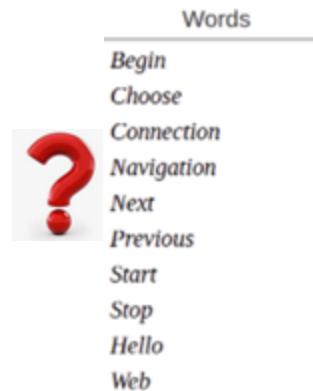 Words
Begin
Choose
Connection
Navigation
Next
Previous
Start
Stop
Hello
Web